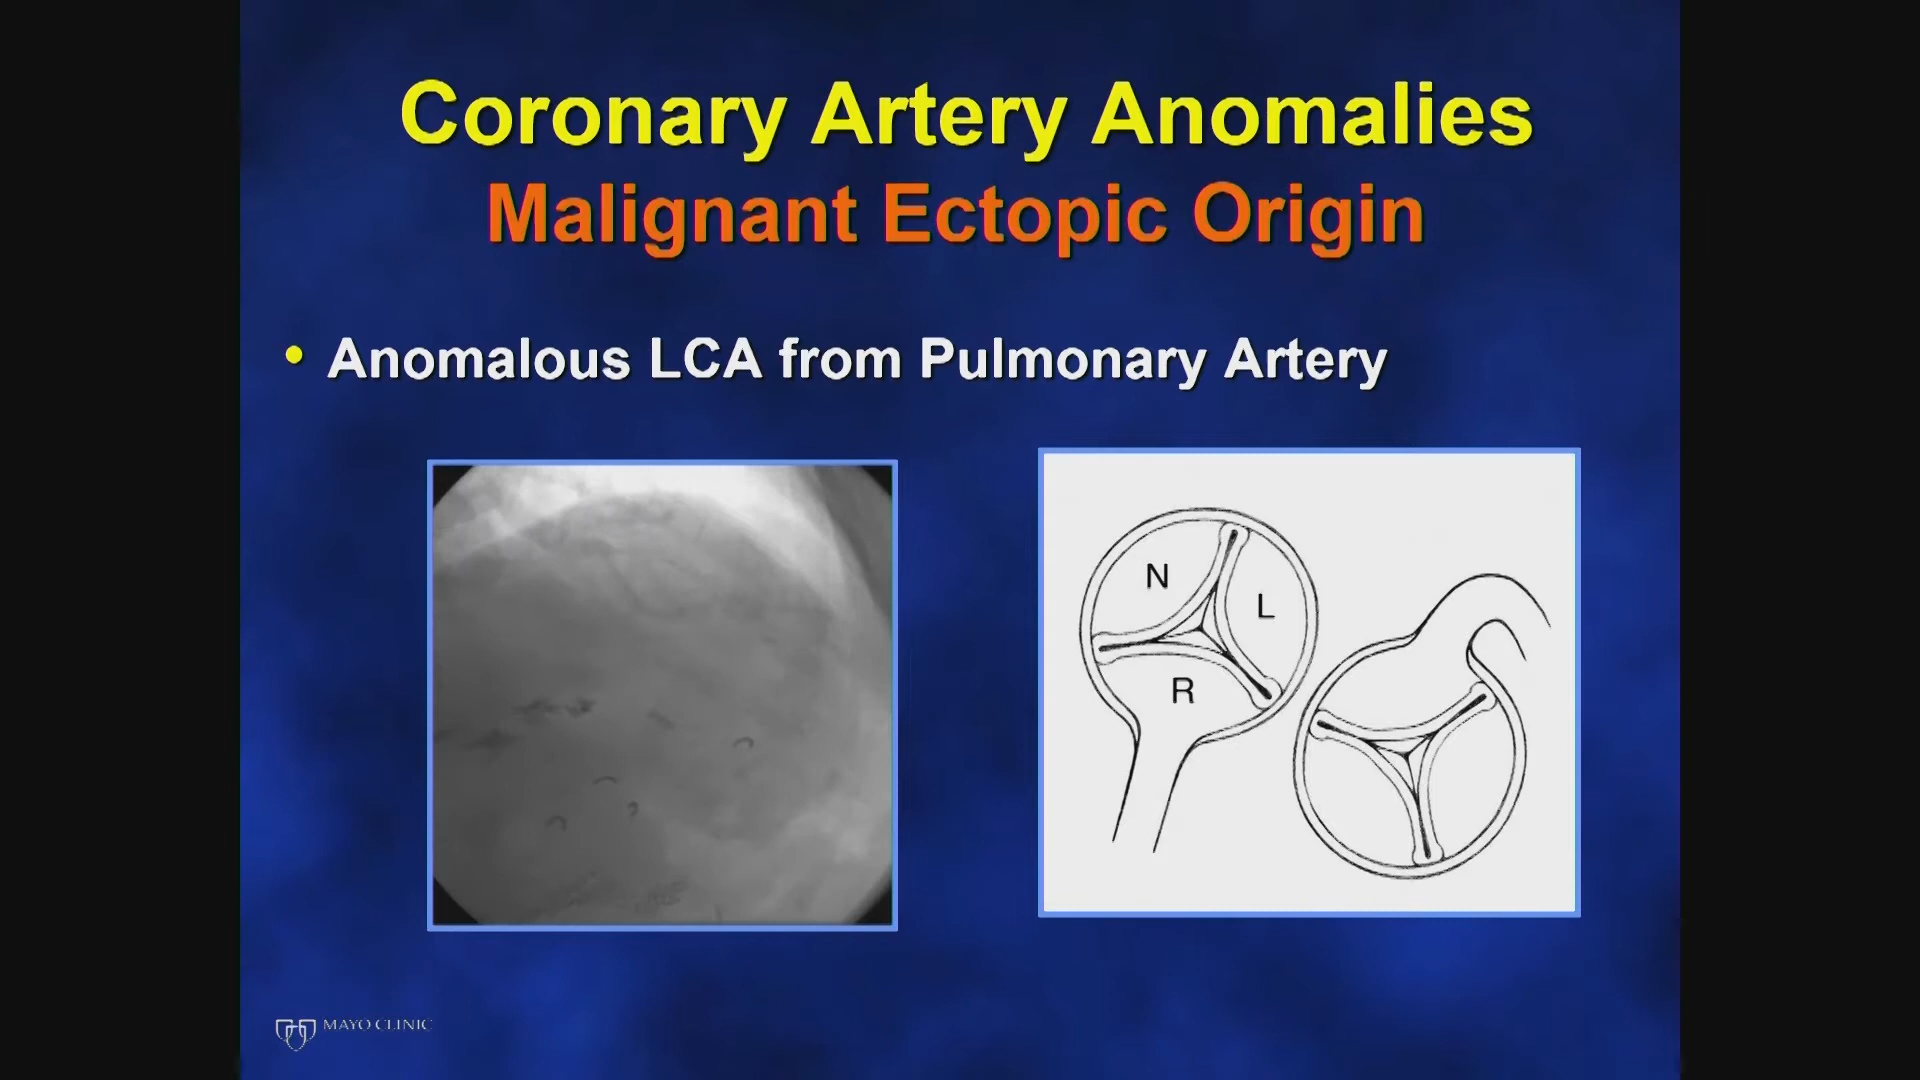 Coronary Artery Anomalies
Malignant Ectopic Origin
• Anomalous LCA from Pulmonary Artery
N
L
R
MAYO CLINIC